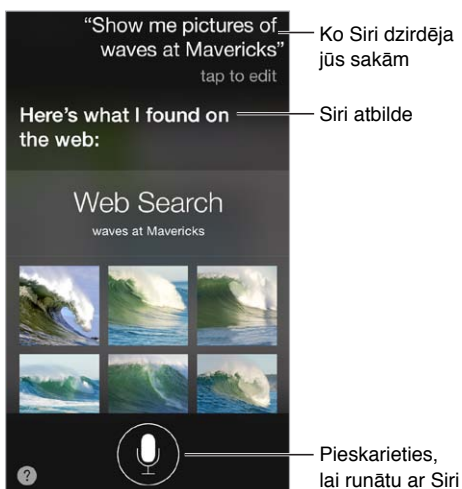 “Show me pictures of
waves at Mavericks”
tap to edit
Ko Siri dzirdēja
jūs sakām
Here’s what I found on
the web:
Siri atbilde
Web Search
waves at Mavericks
?
Pieskarieties,
lai runātu ar Siri